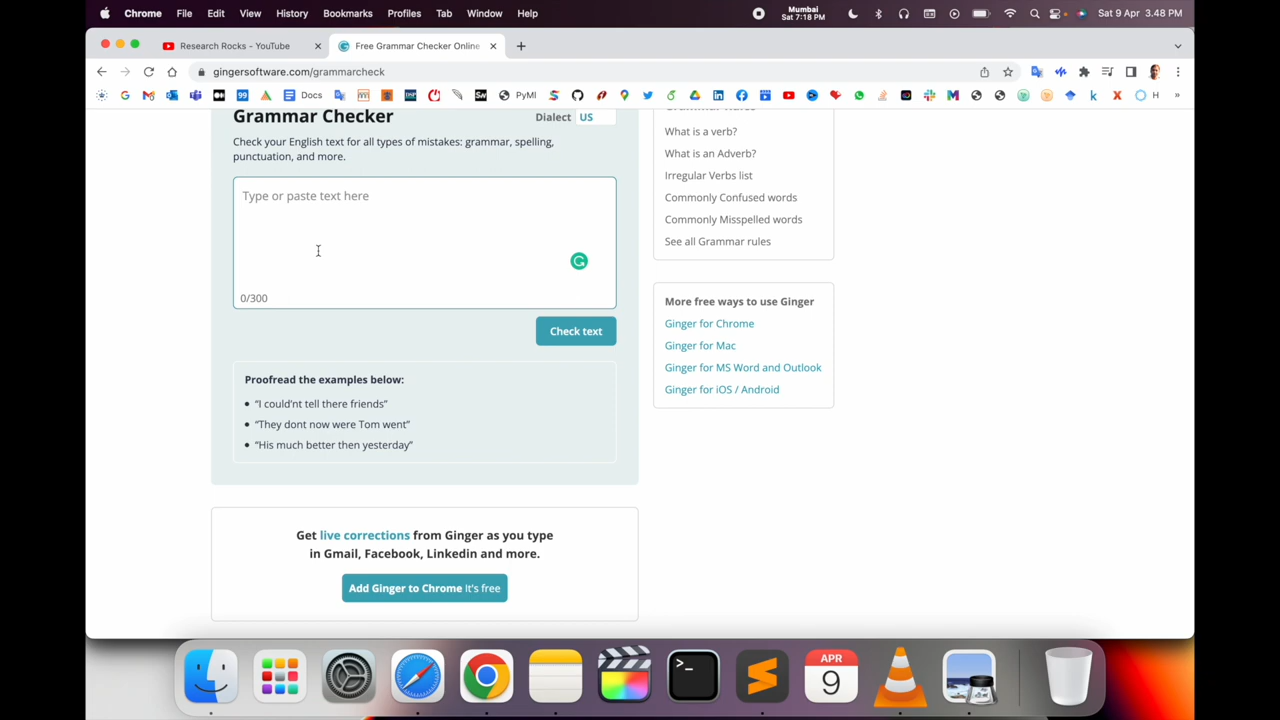 Chrome File Edit View History Bookmarks Profiles Tab Window Help
Mumbai
Sat 7:18 PM
Sat 9 Apr 3.48 PM
Research Rocks - YouTube
Free Grammar Checker Online
gingersoftware.com/grammarcheck
Docs
PyMI
H
»
Grammar Checker
Dialect US
Check your English text for all types of mistakes: grammar, spelling,
punctuation, and more.
Type or paste text here
0/300
Check text
Proofread the examples below:
• “I could’nt tell there friends”
• “They dont now were Tom went”
• “His much better then yesterday”
Get live corrections from Ginger as you type
in Gmail, Facebook, Linkedin and more.
Add Ginger to Chrome It's free
What is a verb?
What is an Adverb?
Irregular Verbs list
Commonly Confused words
Commonly Misspelled words
See all Grammar rules
More free ways to use Ginger
Ginger for Chrome
Ginger for Mac
Ginger for MS Word and Outlook
Ginger for iOS / Android
APR
9